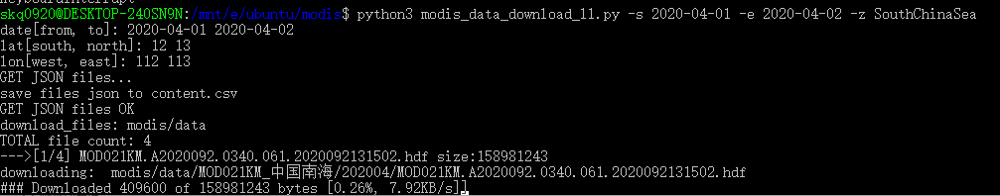 KeyboardInterrupt
skq0920@DESKTOP-240SN9N:/mnt/e/ubuntu/modis$ python3 modis_data_download_11.py -s 2020-04-01 -e 2020-04-02 -z SouthChinaSea
date[from, to]: 2020-04-01 2020-04-02
lat[south, north]: 12 13
lon[west, east]: 112 113
GET JSON files...
save files json to content.csv
GET JSON files OK
download_files: modis/data
TOTAL file count: 4
--->[1/4] MOD021KM.A2020092.0340.061.2020092131502.hdf size:158981243
downloading:  modis/data/MOD021KM_中国南海/202004/MOD021KM.A2020092.0340.061.2020092131502.hdf
### Downloaded 409600 of 158981243 bytes [0.26%, 7.92KB/s]]